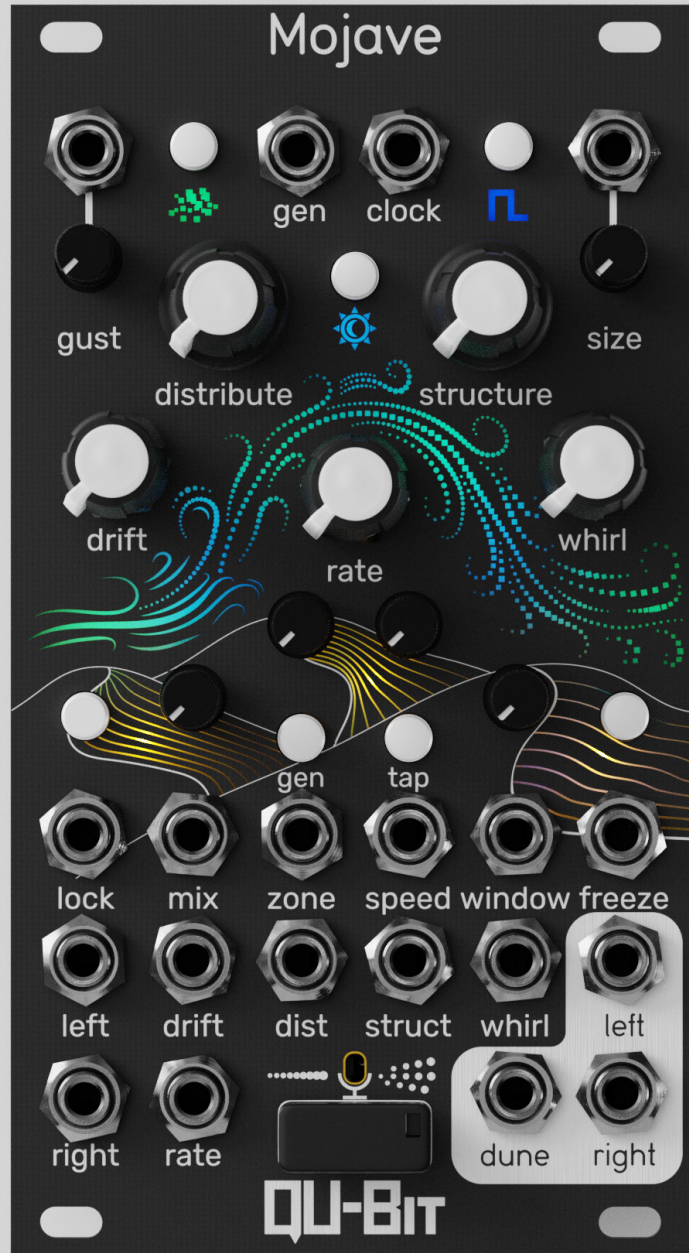 Mojave
gen clock
gust size
distribute structure
drift whirl
rate
gen tap
lock mix zone speed window freeze
left drift dist struct whirl left
right rate dune right
QU-BIT